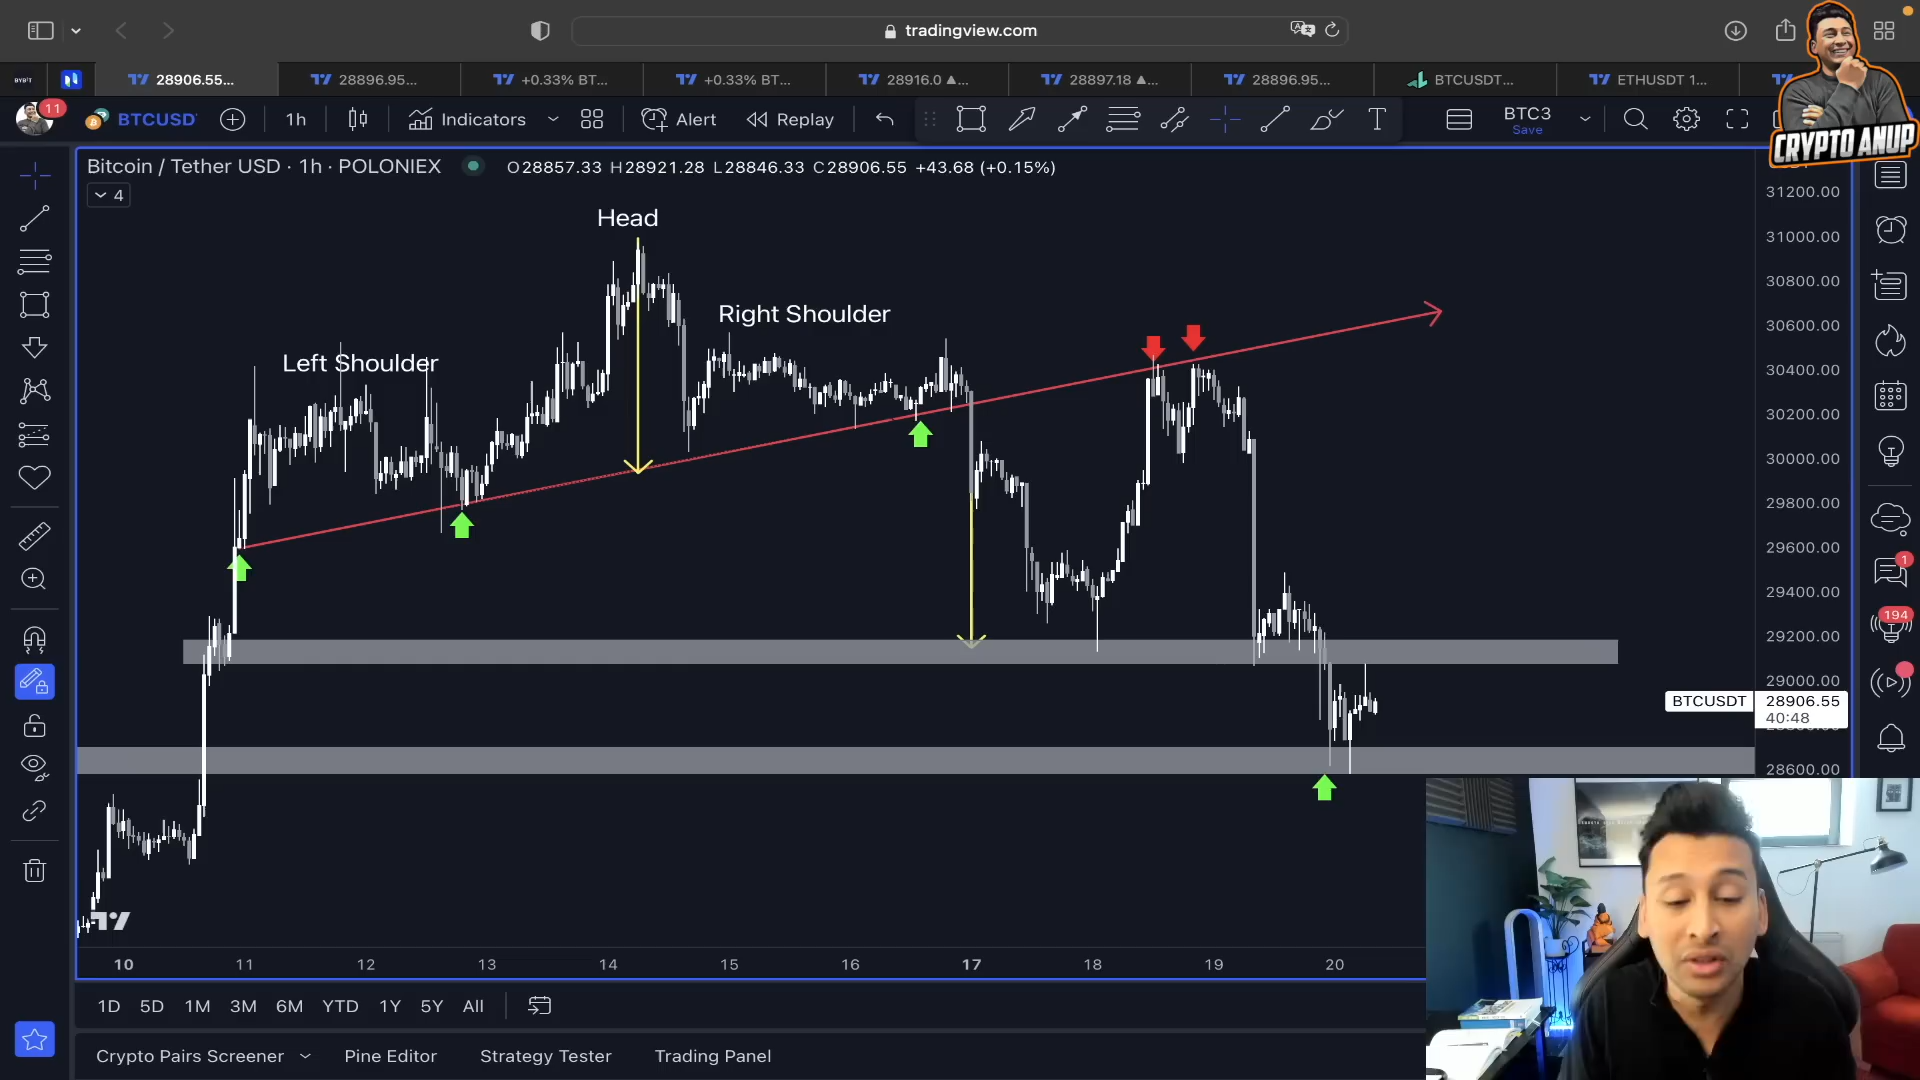 tradingview.com
BYBIT
28906.55...
28896.95...
+0.33% BT...
+0.33% BT...
28916.0 ▲...
28897.18 ▲...
28896.95...
BTCUSDT...
ETHUSDT 1...
CRYPTO ANUP
11
BTCUSD
1h
Indicators
Alert
Replay
BTC3
Save
Bitcoin / Tether USD · 1h · POLONIEX
O28857.33 H28921.28 L28846.33 C28906.55 +43.68 (+0.15%)
4
Head
Right Shoulder
Left Shoulder
31200.00
31000.00
30800.00
30600.00
30400.00
30200.00
30000.00
29800.00
29600.00
29400.00
29200.00
29000.00
BTCUSDT
28906.55
40:48
28600.00
1
194
10
11
12
13
14
15
16
17
18
19
20
1D
5D
1M
3M
6M
YTD
1Y
5Y
All
Crypto Pairs Screener
Pine Editor
Strategy Tester
Trading Panel